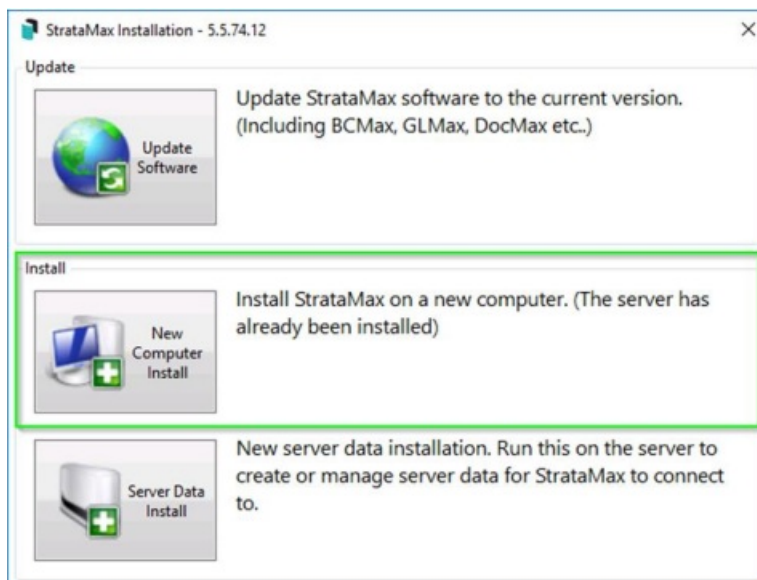 StrataMax Installation - 5.5.74.12
Update
Update
Software
Update StrataMax software to the current version.
(Including BCMax, GLMax, DocMax etc..)
Install
New
Computer
Install
Install StrataMax on a new computer. (The server has
already been installed)
Server Data
Install
New server data installation. Run this on the server to
create or manage server data for StrataMax to connect
to.